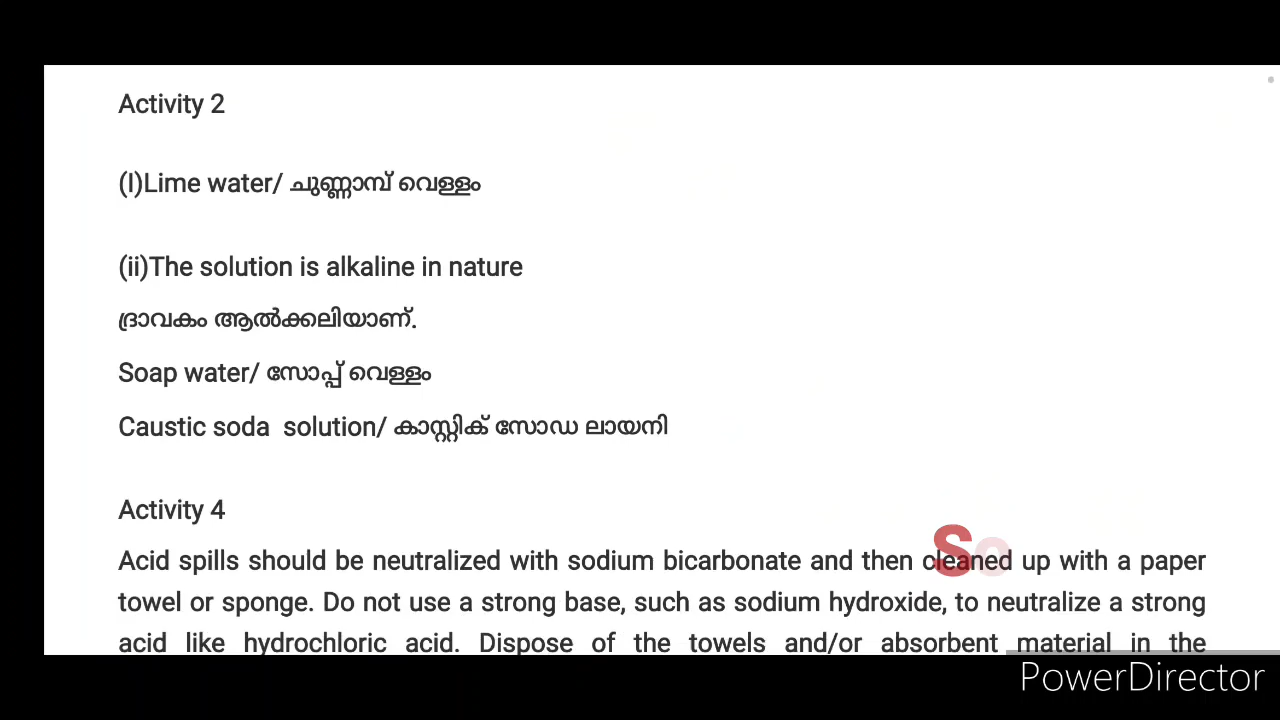 Activity 2
(I)Lime water/ ചുണ്ണാമ്പ് വെള്ളം
(ii)The solution is alkaline in nature
ദ്രാവകം ആൽക്കലിയാണ്.
Soap water/ സോപ്പ് വെള്ളം
Caustic soda solution/ കാസ്റ്റിക് സോഡ ലായനി
Activity 4
So
Acid spills should be neutralized with sodium bicarbonate and then cleaned up with a paper
towel or sponge. Do not use a strong base, such as sodium hydroxide, to neutralize a strong
acid like hydrochloric acid. Dispose of the towels and/or absorbent material in the
PowerDirector